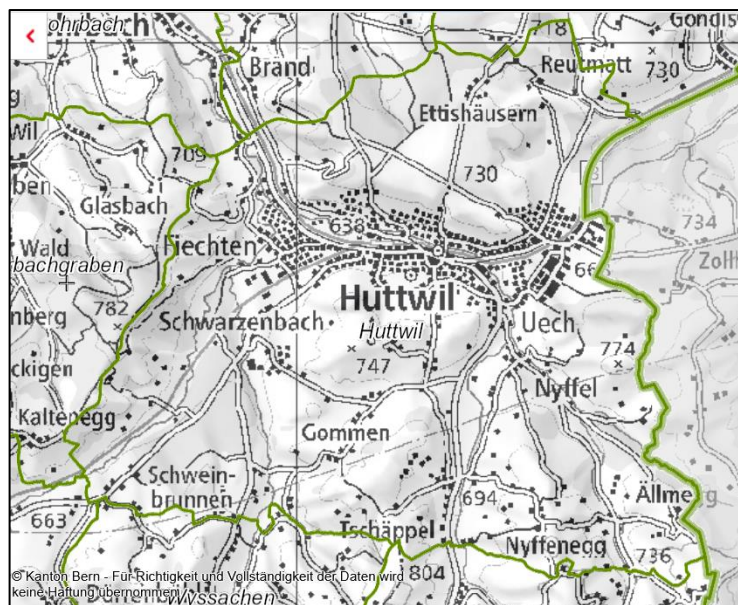 ohrbach
718
Gondis
Brand
Reutmatt
730
Ettishäusern
Wil
709
730
ben
Glasbach
638
734
Wald
Fiechten
bachgraben
Zoll
Huttwil
nberg
782
Schwarzenbach
Huttwil
Uech
747
774
ckigen
Nyffel
Kaltenegg
Gommen
Schwein-
brunnen
694
Ällme
663
Tschäppel
Nyffenegg
736
804
© Kanton Bern - Für Richtigkeit und Vollständigkeit der Daten wird
keine Haftung übernommen
Wyssachen